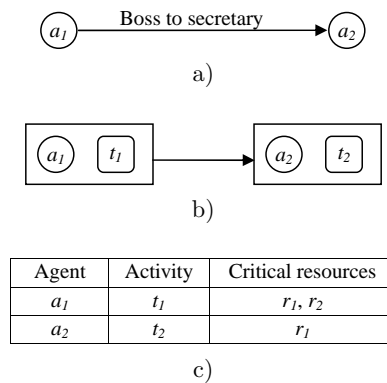 Boss to secretary
a1 a2
a)
a1 t1 a2 t2
b)
Agent Activity Critical resources
a1 t1 r1, r2
a2 t2 r1
c)